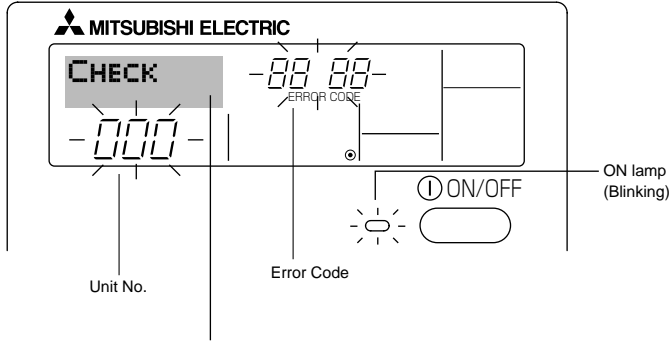 MITSUBISHI ELECTRIC
CHECK
88 88
ERROR CODE
000
ON lamp
(Blinking)
ON/OFF
Error Code
Unit No.